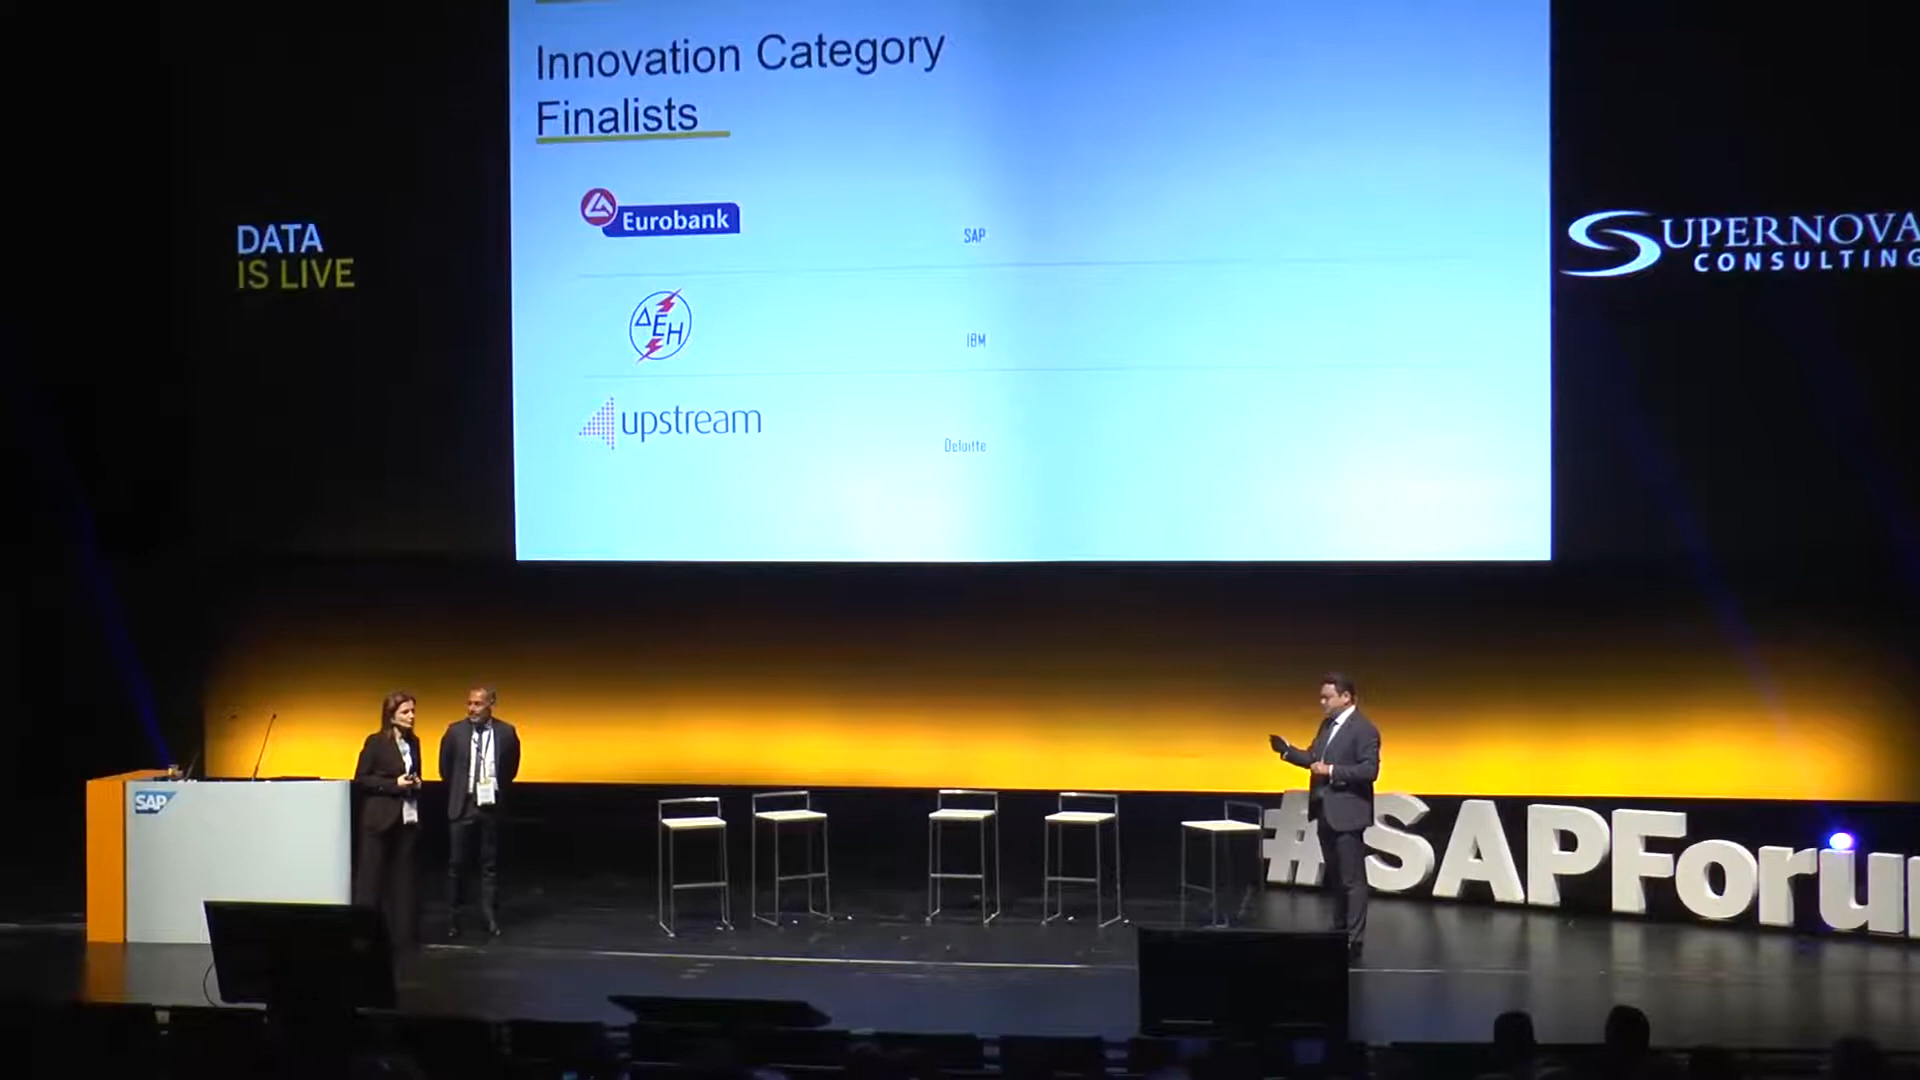 Innovation Category
Finalists
Eurobank
SAP
ΔΕΗ
IBM
upstream
Deloitte
DATA
IS LIVE
SUPERNOVA
CONSULTING
SAP
#SAPForu